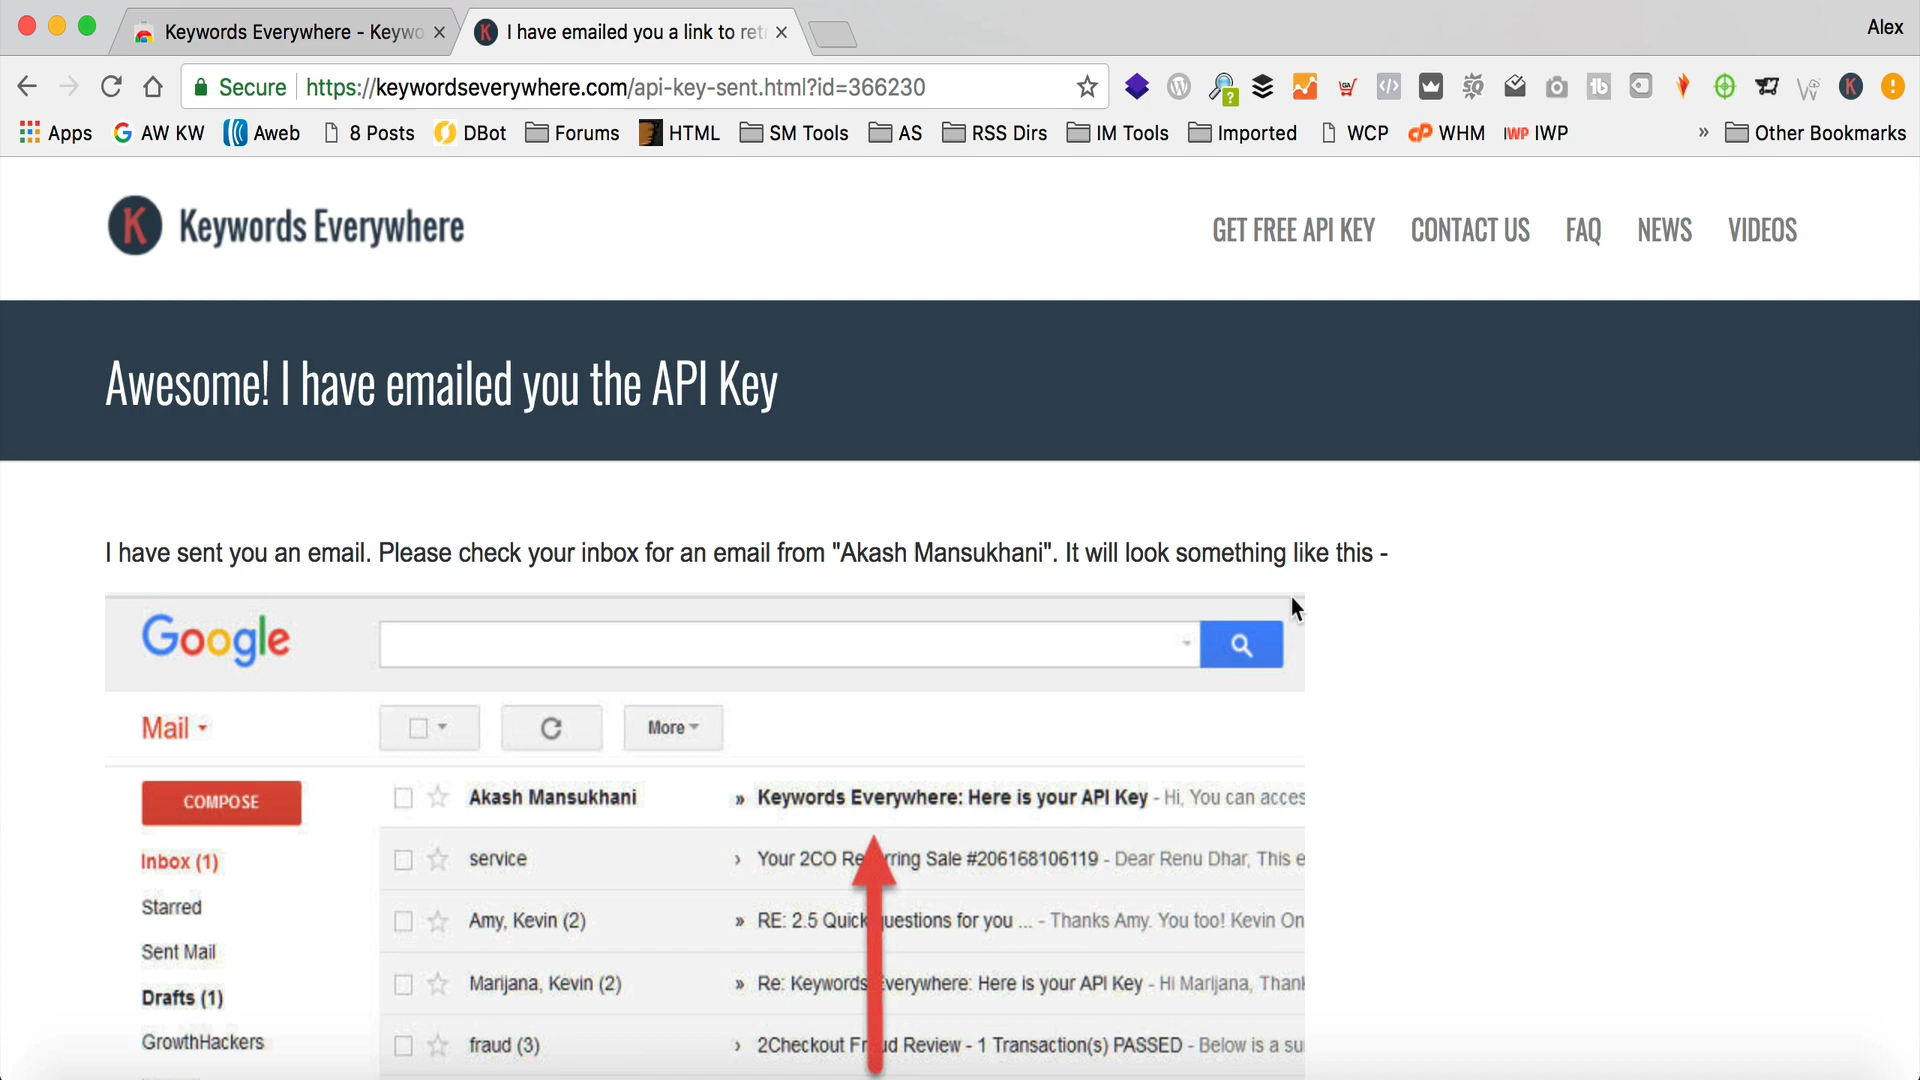 Keywords Everywhere - Keywo
I have emailed you a link to ret
Alex
Secure
https://keywordseverywhere.com/api-key-sent.html?id=366230
Apps
AW KW
Aweb
8 Posts
DBot
Forums
HTML
SM Tools
AS
RSS Dirs
IM Tools
Imported
WCP
WHM
IWP IWP
» Other Bookmarks
K Keywords Everywhere
GET FREE API KEY
CONTACT US
FAQ
NEWS
VIDEOS
Awesome! I have emailed you the API Key
I have sent you an email. Please check your inbox for an email from "Akash Mansukhani". It will look something like this -
Google
Mail
More
COMPOSE
Inbox (1)
Starred
Sent Mail
Drafts (1)
GrowthHackers
Akash Mansukhani » Keywords Everywhere: Here is your API Key - Hi, You can acces
service › Your 2CO Recurring Sale #206168106119 - Dear Renu Dhar, This e
Amy, Kevin (2) » RE: 2.5 Quick questions for you ... - Thanks Amy. You too! Kevin On
Marijana, Kevin (2) » Re: Keywords Everywhere: Here is your API Key - Hi Marijana, Thank
fraud (3) › 2Checkout Fraud Review - 1 Transaction(s) PASSED - Below is a su